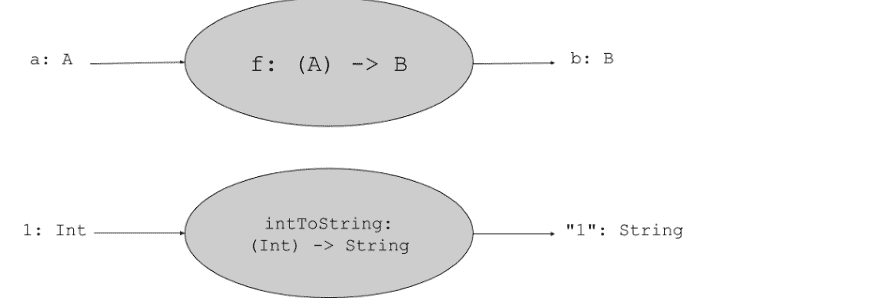 a: A
f: (A) -> B
b: B
1: Int
intToString:
(Int) -> String
"1": String